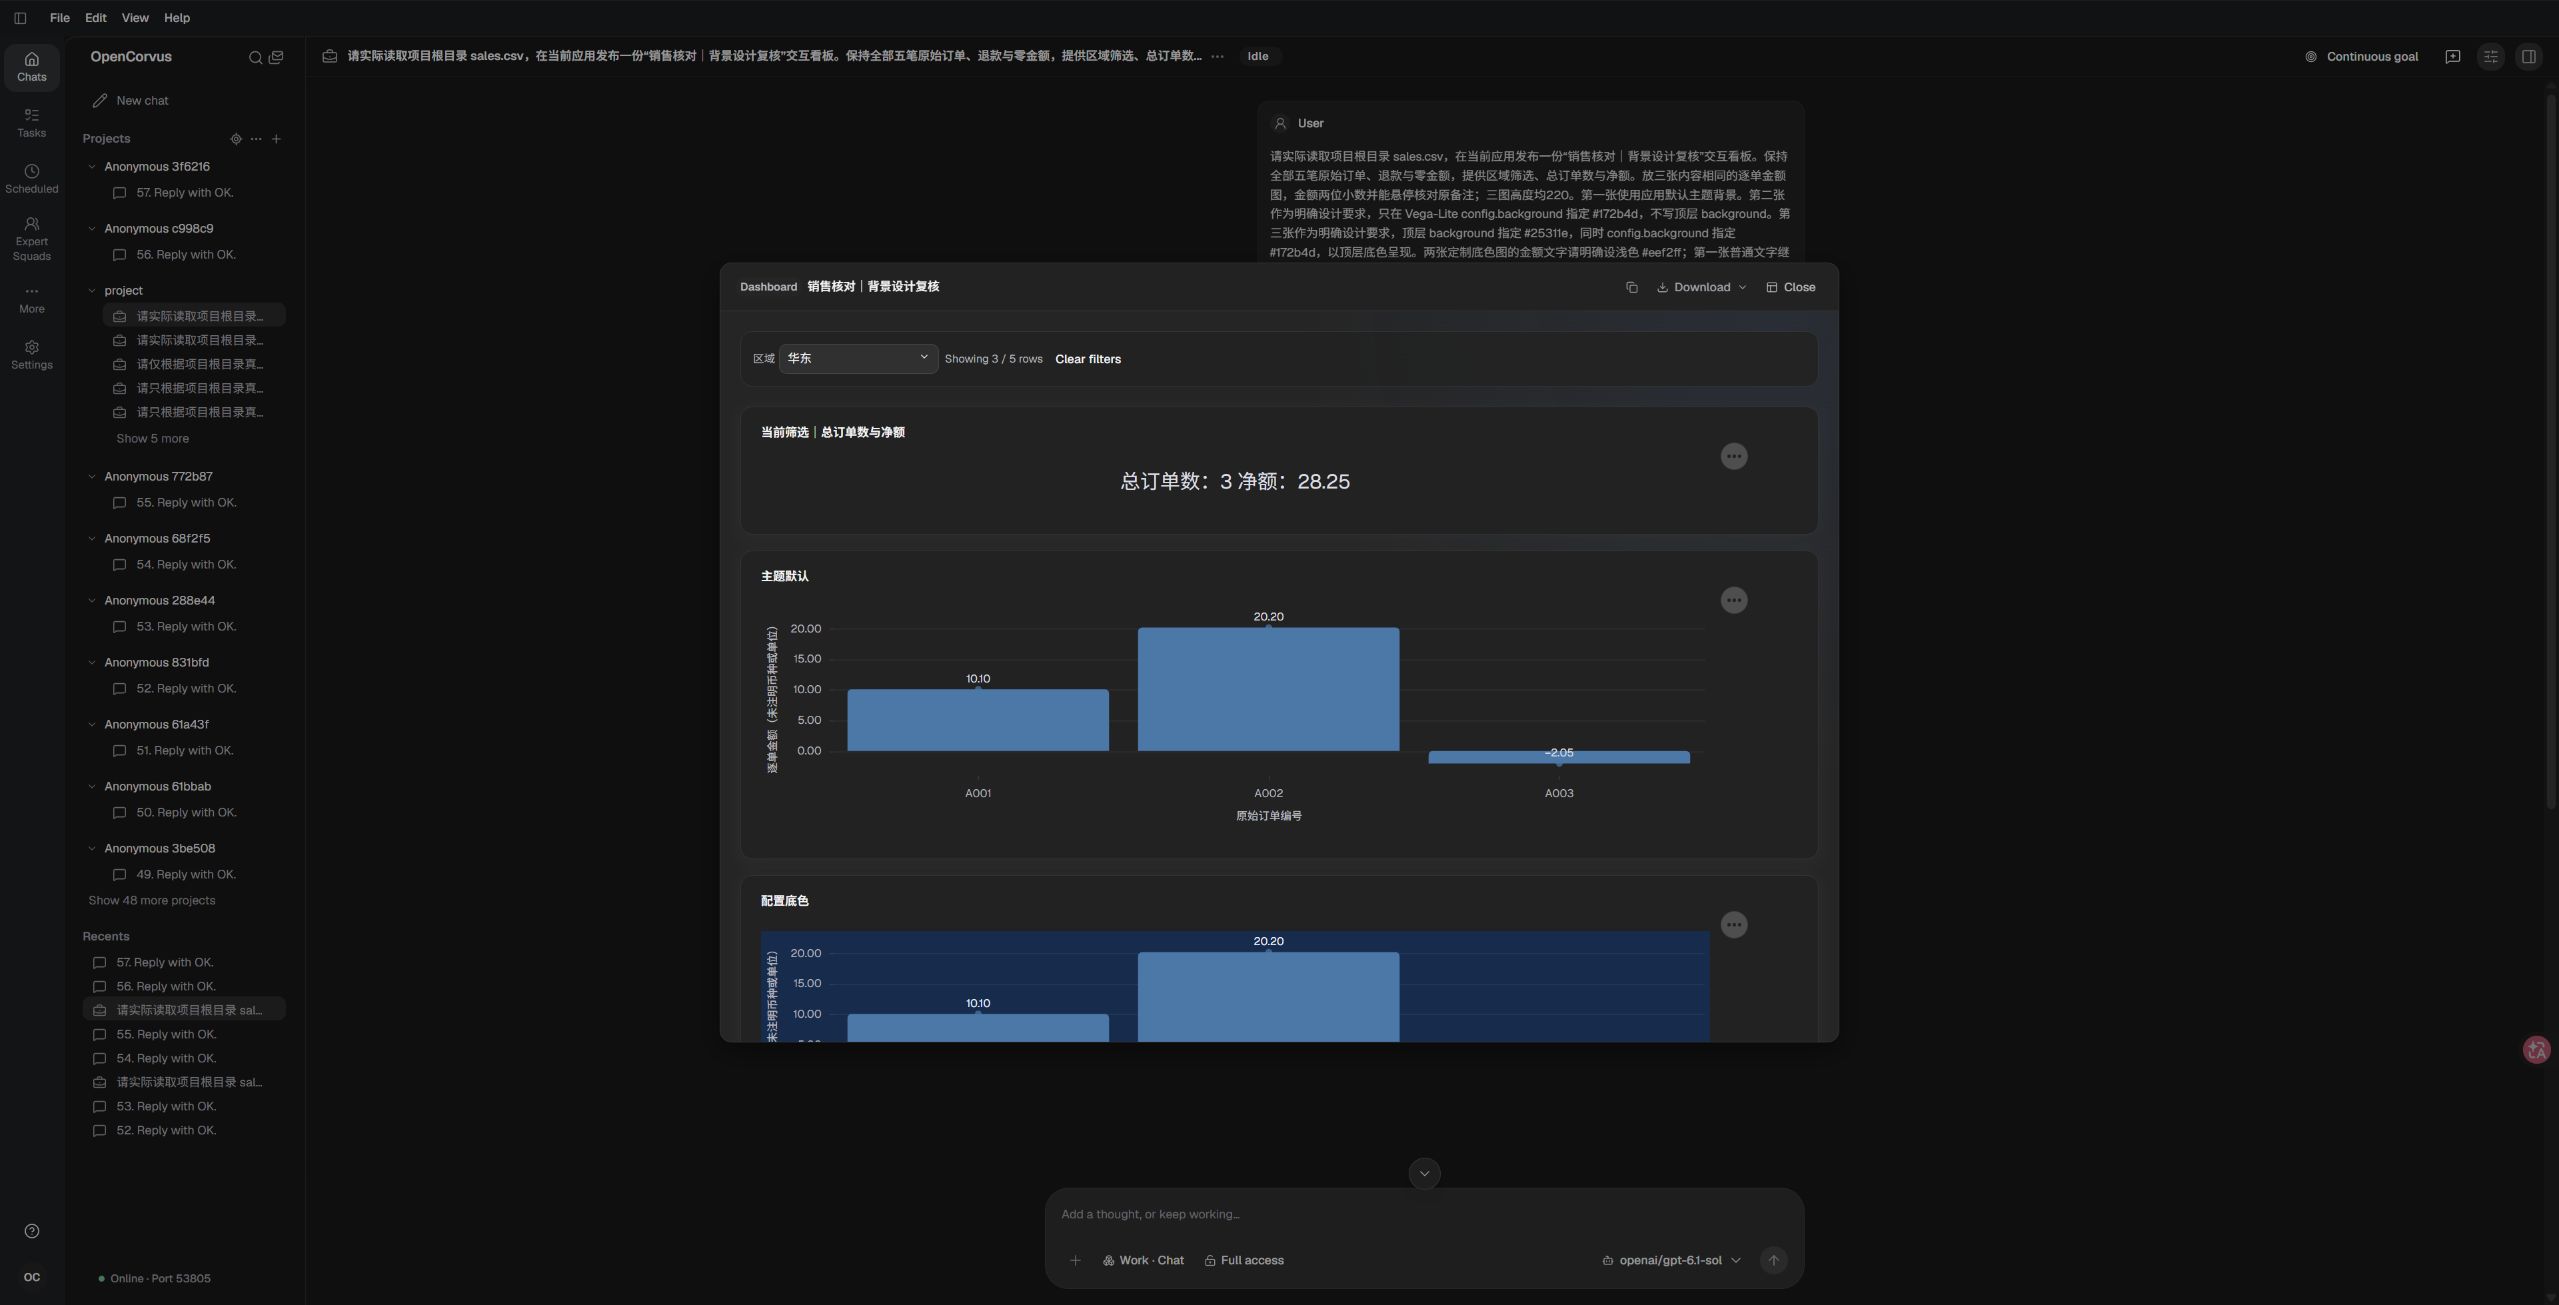 File Edit View Help
Chats
Tasks
Scheduled
Expert
Squads
More
Settings
OC
OpenCorvus
New chat
Projects
Anonymous 3f6216
57. Reply with OK.
Anonymous c998c9
56. Reply with OK.
project
请实际读取项目根目录...
请实际读取项目根目录...
请仅根据项目根目录真...
请只根据项目根目录真...
请只根据项目根目录真...
Show 5 more
Anonymous 772b87
55. Reply with OK.
Anonymous 68f2f5
54. Reply with OK.
Anonymous 288e44
53. Reply with OK.
Anonymous 831bfd
52. Reply with OK.
Anonymous 61a43f
51. Reply with OK.
Anonymous 61bbab
50. Reply with OK.
Anonymous 3be508
49. Reply with OK.
Show 48 more projects
Recents
57. Reply with OK.
56. Reply with OK.
请实际读取项目根目录 sal...
55. Reply with OK.
54. Reply with OK.
请实际读取项目根目录 sal...
53. Reply with OK.
52. Reply with OK.
Online · Port 53805
请实际读取项目根目录 sales.csv，在当前应用发布一份“销售核对｜背景设计复核”交互看板。保持全部五笔原始订单、退款与零金额，提供区域筛选、总订单数... Idle
Continuous goal
User
请实际读取项目根目录 sales.csv，在当前应用发布一份“销售核对｜背景设计复核”交互看板。保持
全部五笔原始订单、退款与零金额，提供区域筛选、总订单数与净额。放三张内容相同的逐单金额
图，金额两位小数并能悬停核对原备注；三图高度均220。第一张使用应用默认主题背景。第二张
作为明确设计要求，只在 Vega-Lite config.background 指定 #172b4d，不写顶层 background。第
三张作为明确设计要求，顶层 background 指定 #25311e，同时 config.background 指定
#172b4d，以顶层底色呈现。两张定制底色图的金额文字请明确设浅色 #eef2ff；第一张普通文字继
Dashboard 销售核对｜背景设计复核
Download
Close
区域 华东 Showing 3 / 5 rows Clear filters
当前筛选｜总订单数与净额
总订单数：3 净额：28.25
主题默认
逐单金额（未注明币种或单位）
20.00
15.00
10.00
5.00
0.00
10.10
20.20
−2.05
A001
A002
A003
原始订单编号
配置底色
未注明币种或单位）
20.00
15.00
10.00
10.10
20.20
Add a thought, or keep working...
Work · Chat
Full access
openai/gpt-6.1-sol